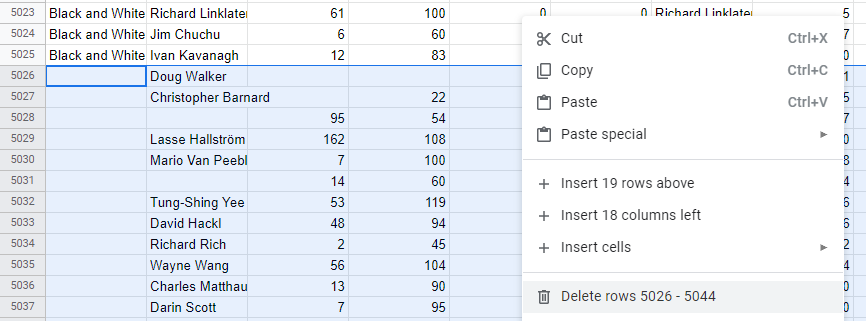 5023 Black and White Richard Linklate 61 100 0 0 Richard Linklate 5
5024 Black and White Jim Chuchu 6 60 7
5025 Black and White Ivan Kavanagh 12 83 0
5026 Doug Walker 1
5027 Christopher Barnard 22 5
5028 95 54 7
5029 Lasse Hallström 162 108 0
5030 Mario Van Peebl 7 100 8
5031 14 60 4
5032 Tung-Shing Yee 53 119 6
5033 David Hackl 48 94 6
5034 Richard Rich 2 45 2
5035 Wayne Wang 56 104 4
5036 Charles Matthau 13 90 0
5037 Darin Scott 7 95 0
Cut Ctrl+X
Copy Ctrl+C
Paste Ctrl+V
Paste special
Insert 19 rows above
Insert 18 columns left
Insert cells
Delete rows 5026 - 5044